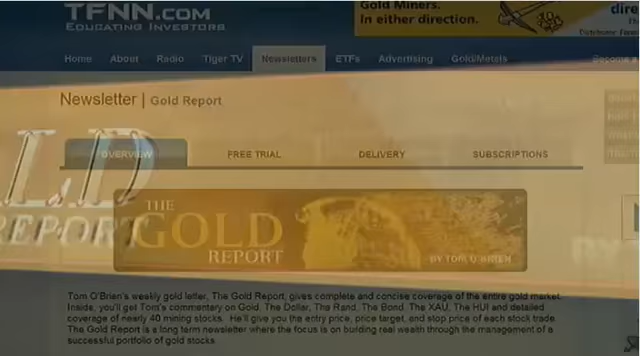 TFNN.COM
EDUCATING INVESTORS
Gold Miners.
In either direction.
dire
Home About Radio Tiger TV Newsletters ETFs Advertising Gold/Metals Become a
Newsletter | Gold Report
OVERVIEW FREE TRIAL DELIVERY SUBSCRIPTIONS
LD
REPORT
THE
GOLD
REPORT
BY TOM O'BRIEN
Tom O'Brien's weekly gold letter, The Gold Report, gives complete and concise coverage of the entire gold market.
Inside, you'll get Tom's commentary on Gold, The Dollar, The Rand, The Bond, The XAU, The HUI and detailed
coverage of nearly 40 mining stocks. He'll give you the entry price, price target, and stop price of each stock trade.
The Gold Report is a long term newsletter where the focus is on building real wealth through the management of a
successful portfolio of gold stocks.